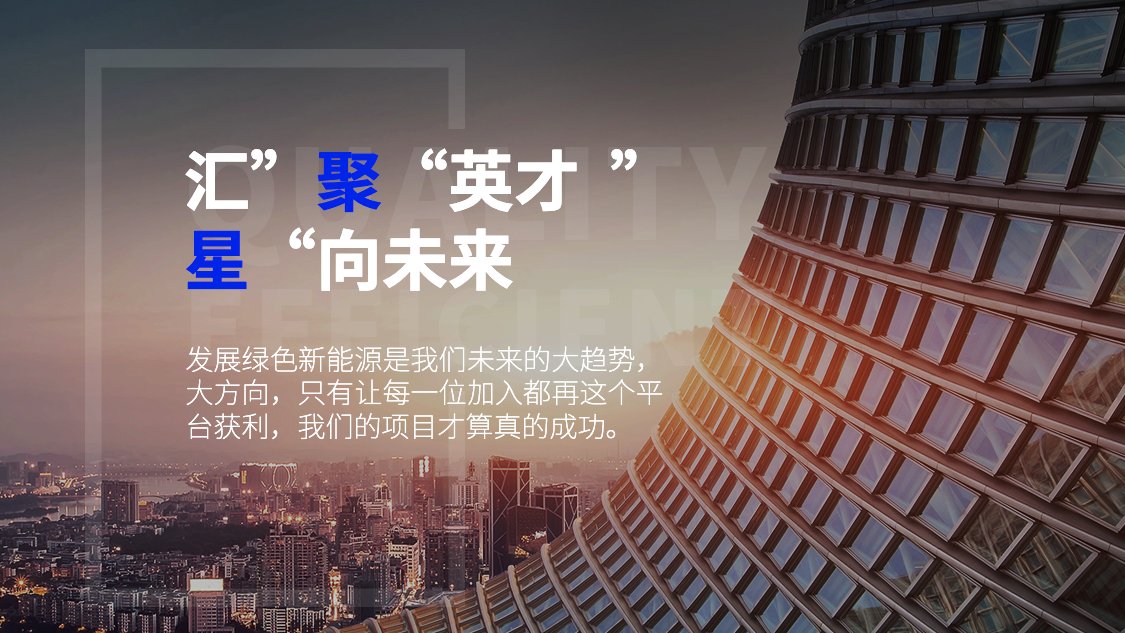 汇” 聚 “英才 ”
星 “向未来
QUALITY
EFFICIEN
发展绿色新能源是我们未来的大趋势，
大方向，只有让每一位加入都再这个平
台获利，我们的项目才算真的成功。